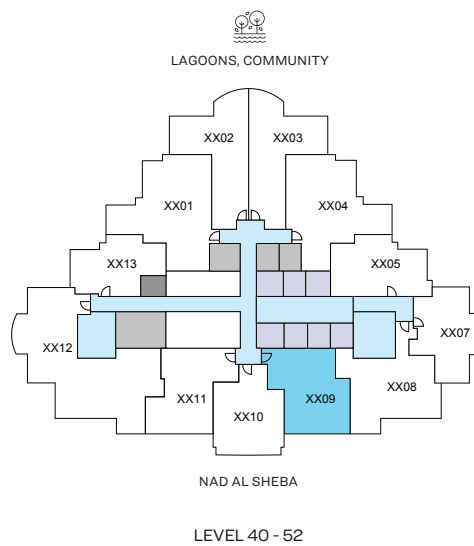 LAGOONS, COMMUNITY
XX02
XX03
XX01
XX04
XX13
XX05
XX12
XX07
XX11
XX10
XX09
XX08
NAD AL SHEBA
LEVEL 40 - 52